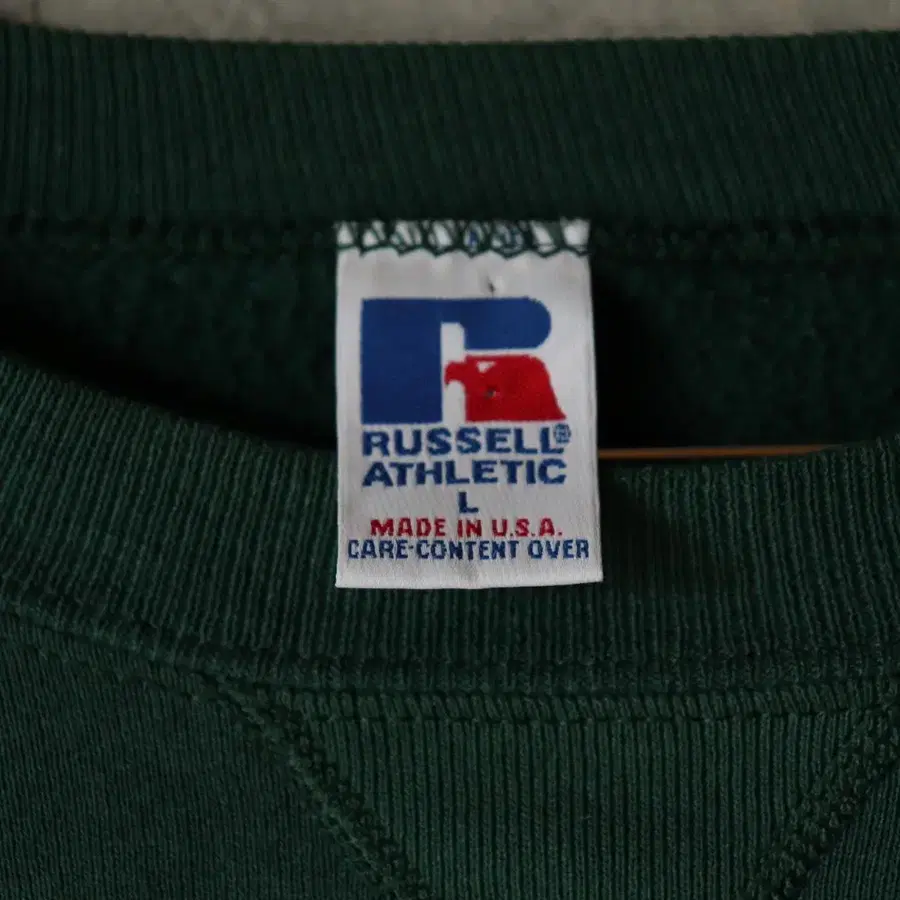 RUSSELL®
ATHLETIC
L
MADE IN U.S.A.
CARE-CONTENT OVER